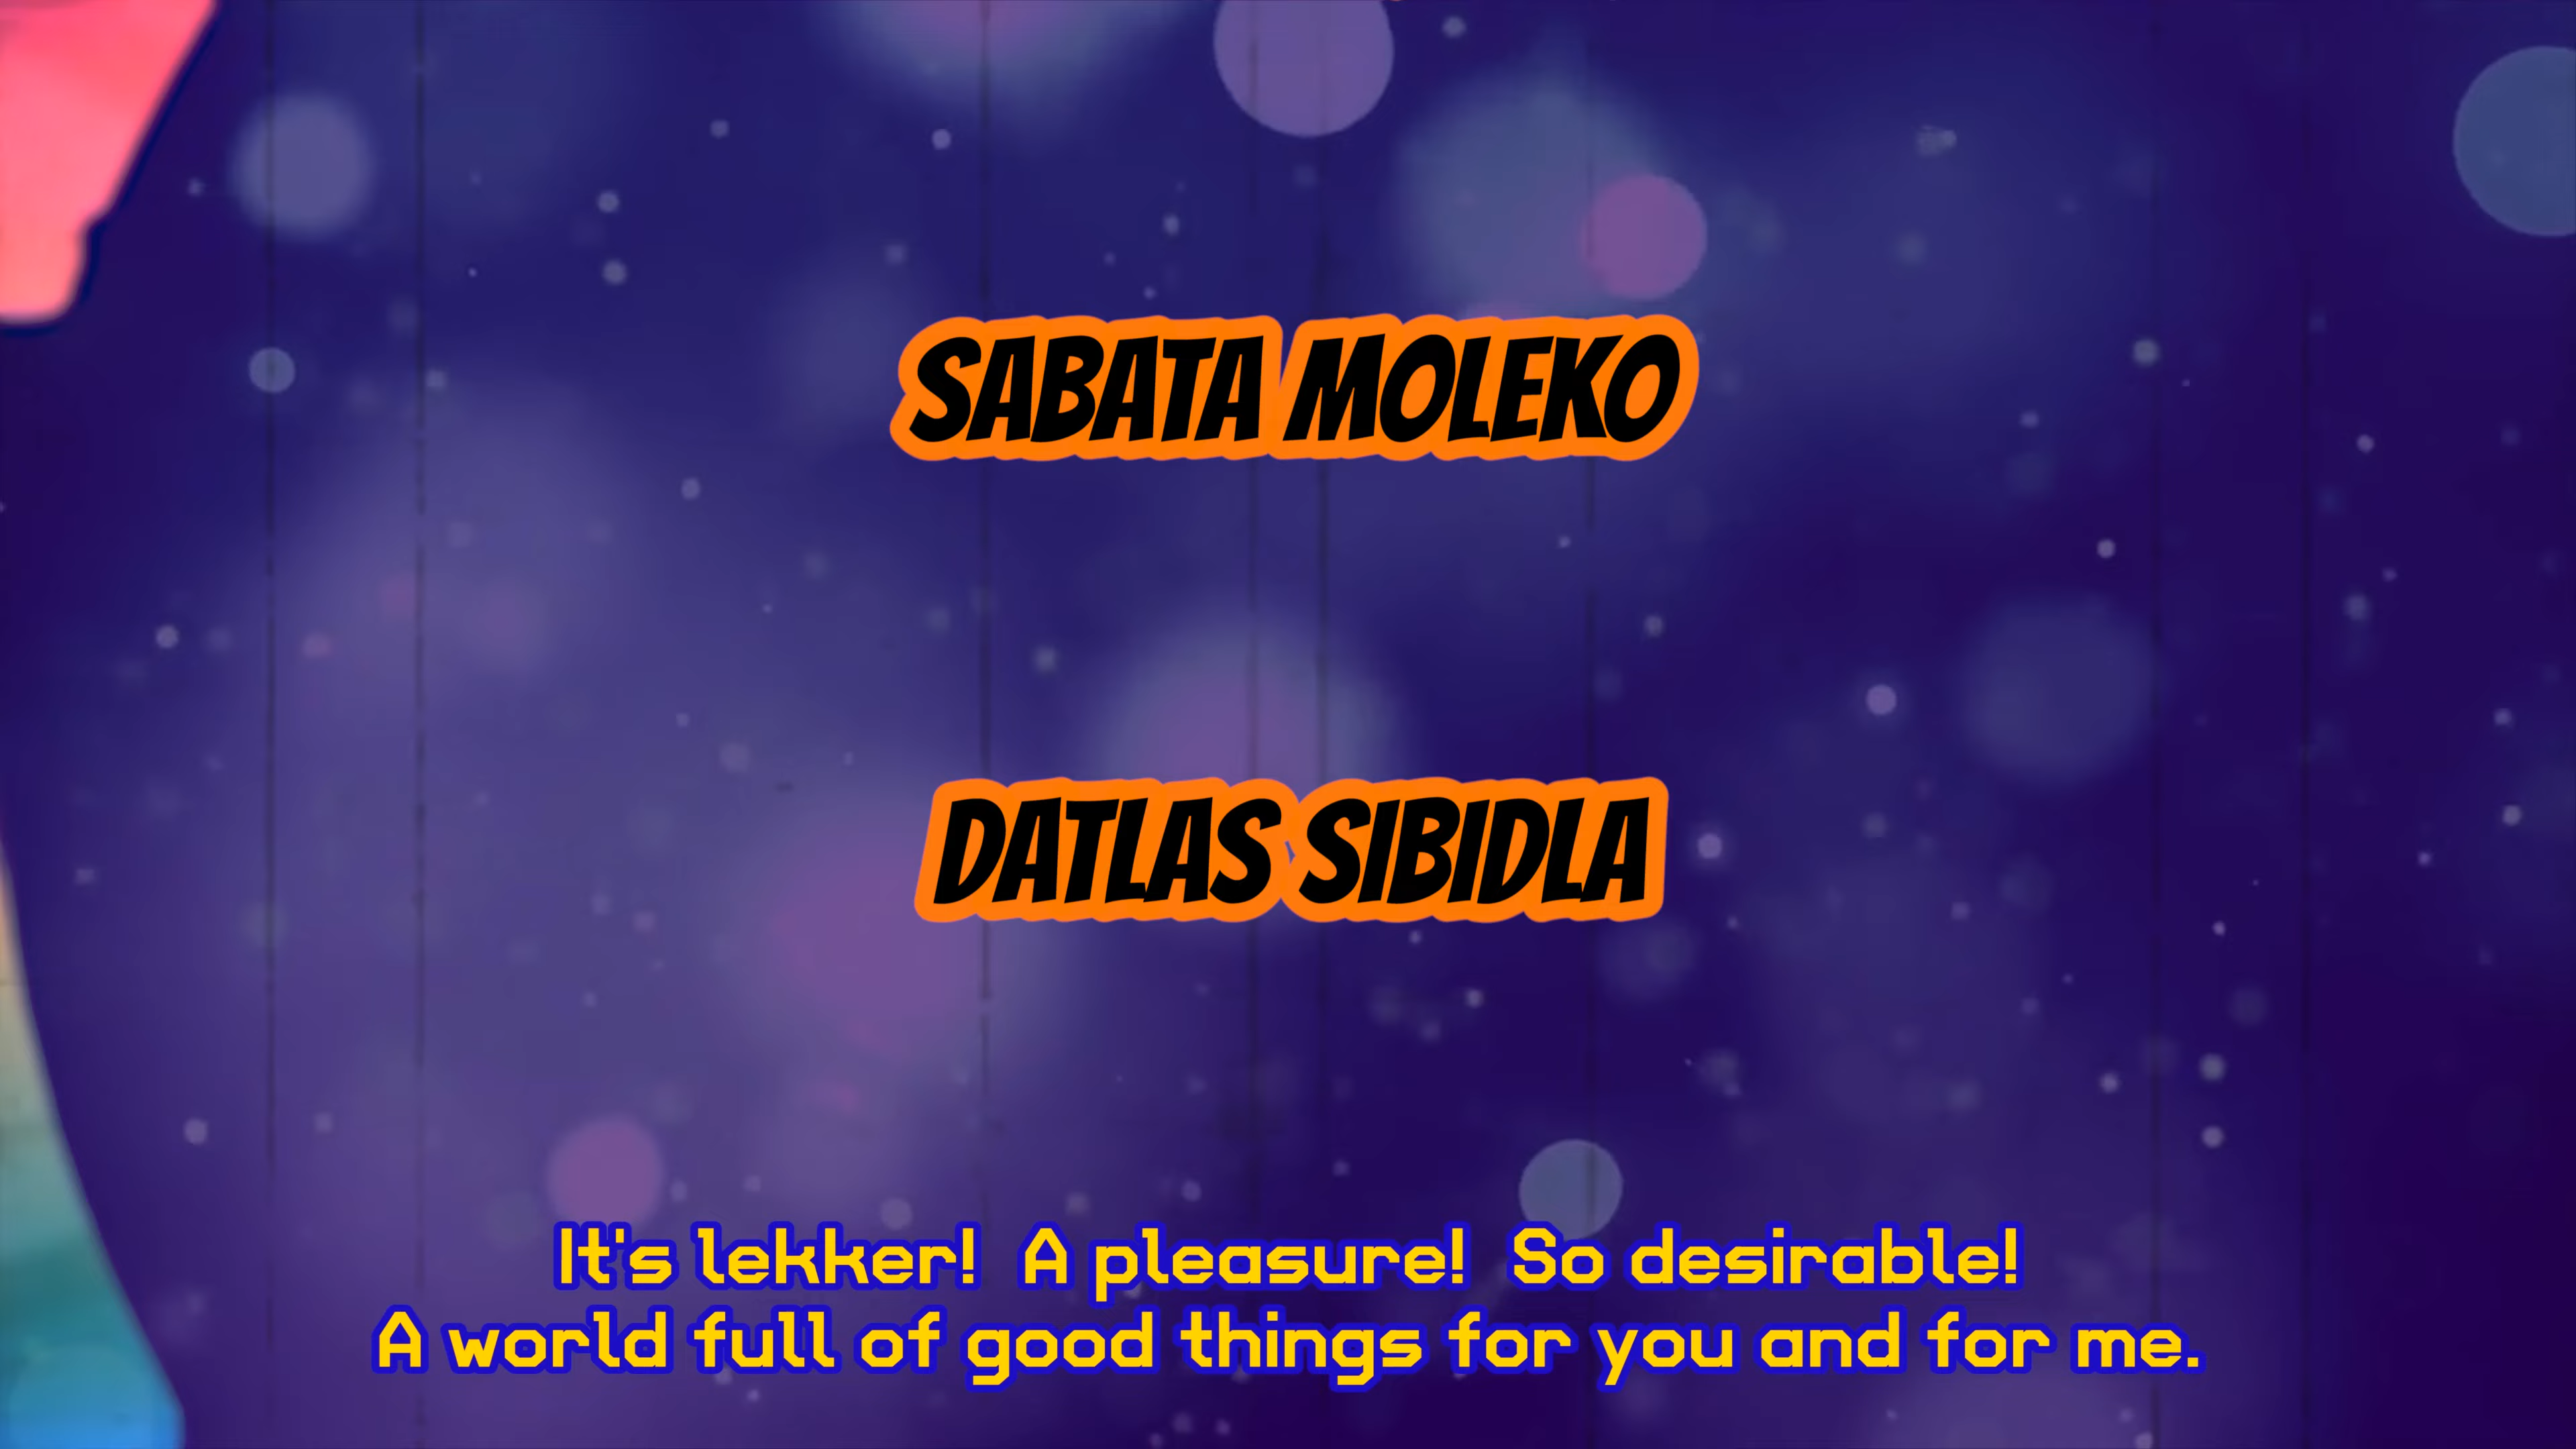 SABATA MOLEKO
DATLAS SIBIDLA
It's lekker! A pleasure! So desirable!
A world full of good things for you and for me.